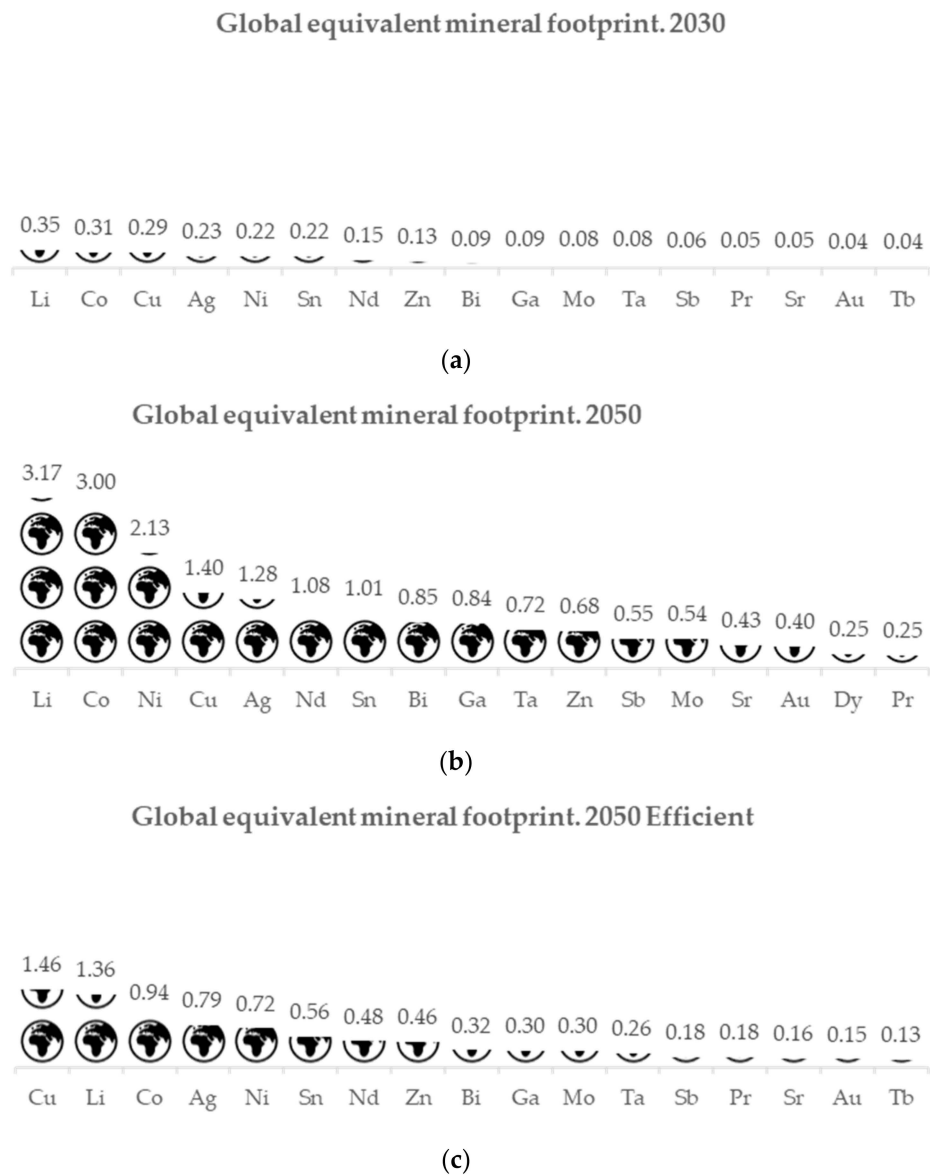 (a)
Global equivalent mineral footprint. 2030
0.35 0.31 0.29 0.23 0.22 0.22 0.15 0.13 0.09 0.09 0.08 0.08 0.06 0.05 0.05 0.04 0.04
Li Co Cu Ag Ni Sn Nd Zn Bi Ga Mo Ta Sb Pr Sr Au Tb
(a)
Global equivalent mineral footprint. 2050
3.17 3.00 2.13 1.40 1.28 1.08 1.01 0.85 0.84 0.72 0.68 0.55 0.54 0.43 0.40 0.25 0.25
Li Co Ni Cu Ag Nd Sn Bi Ga Ta Zn Sb Mo Sr Au Dy Pr
(b)
Global equivalent mineral footprint. 2050 Efficient
1.46 1.36 0.94 0.79 0.72 0.56 0.48 0.46 0.32 0.30 0.30 0.26 0.18 0.18 0.16 0.15 0.13
Cu Li Co Ag Ni Sn Nd Zn Bi Ga Mo Ta Sb Pr Sr Au Tb
(c)